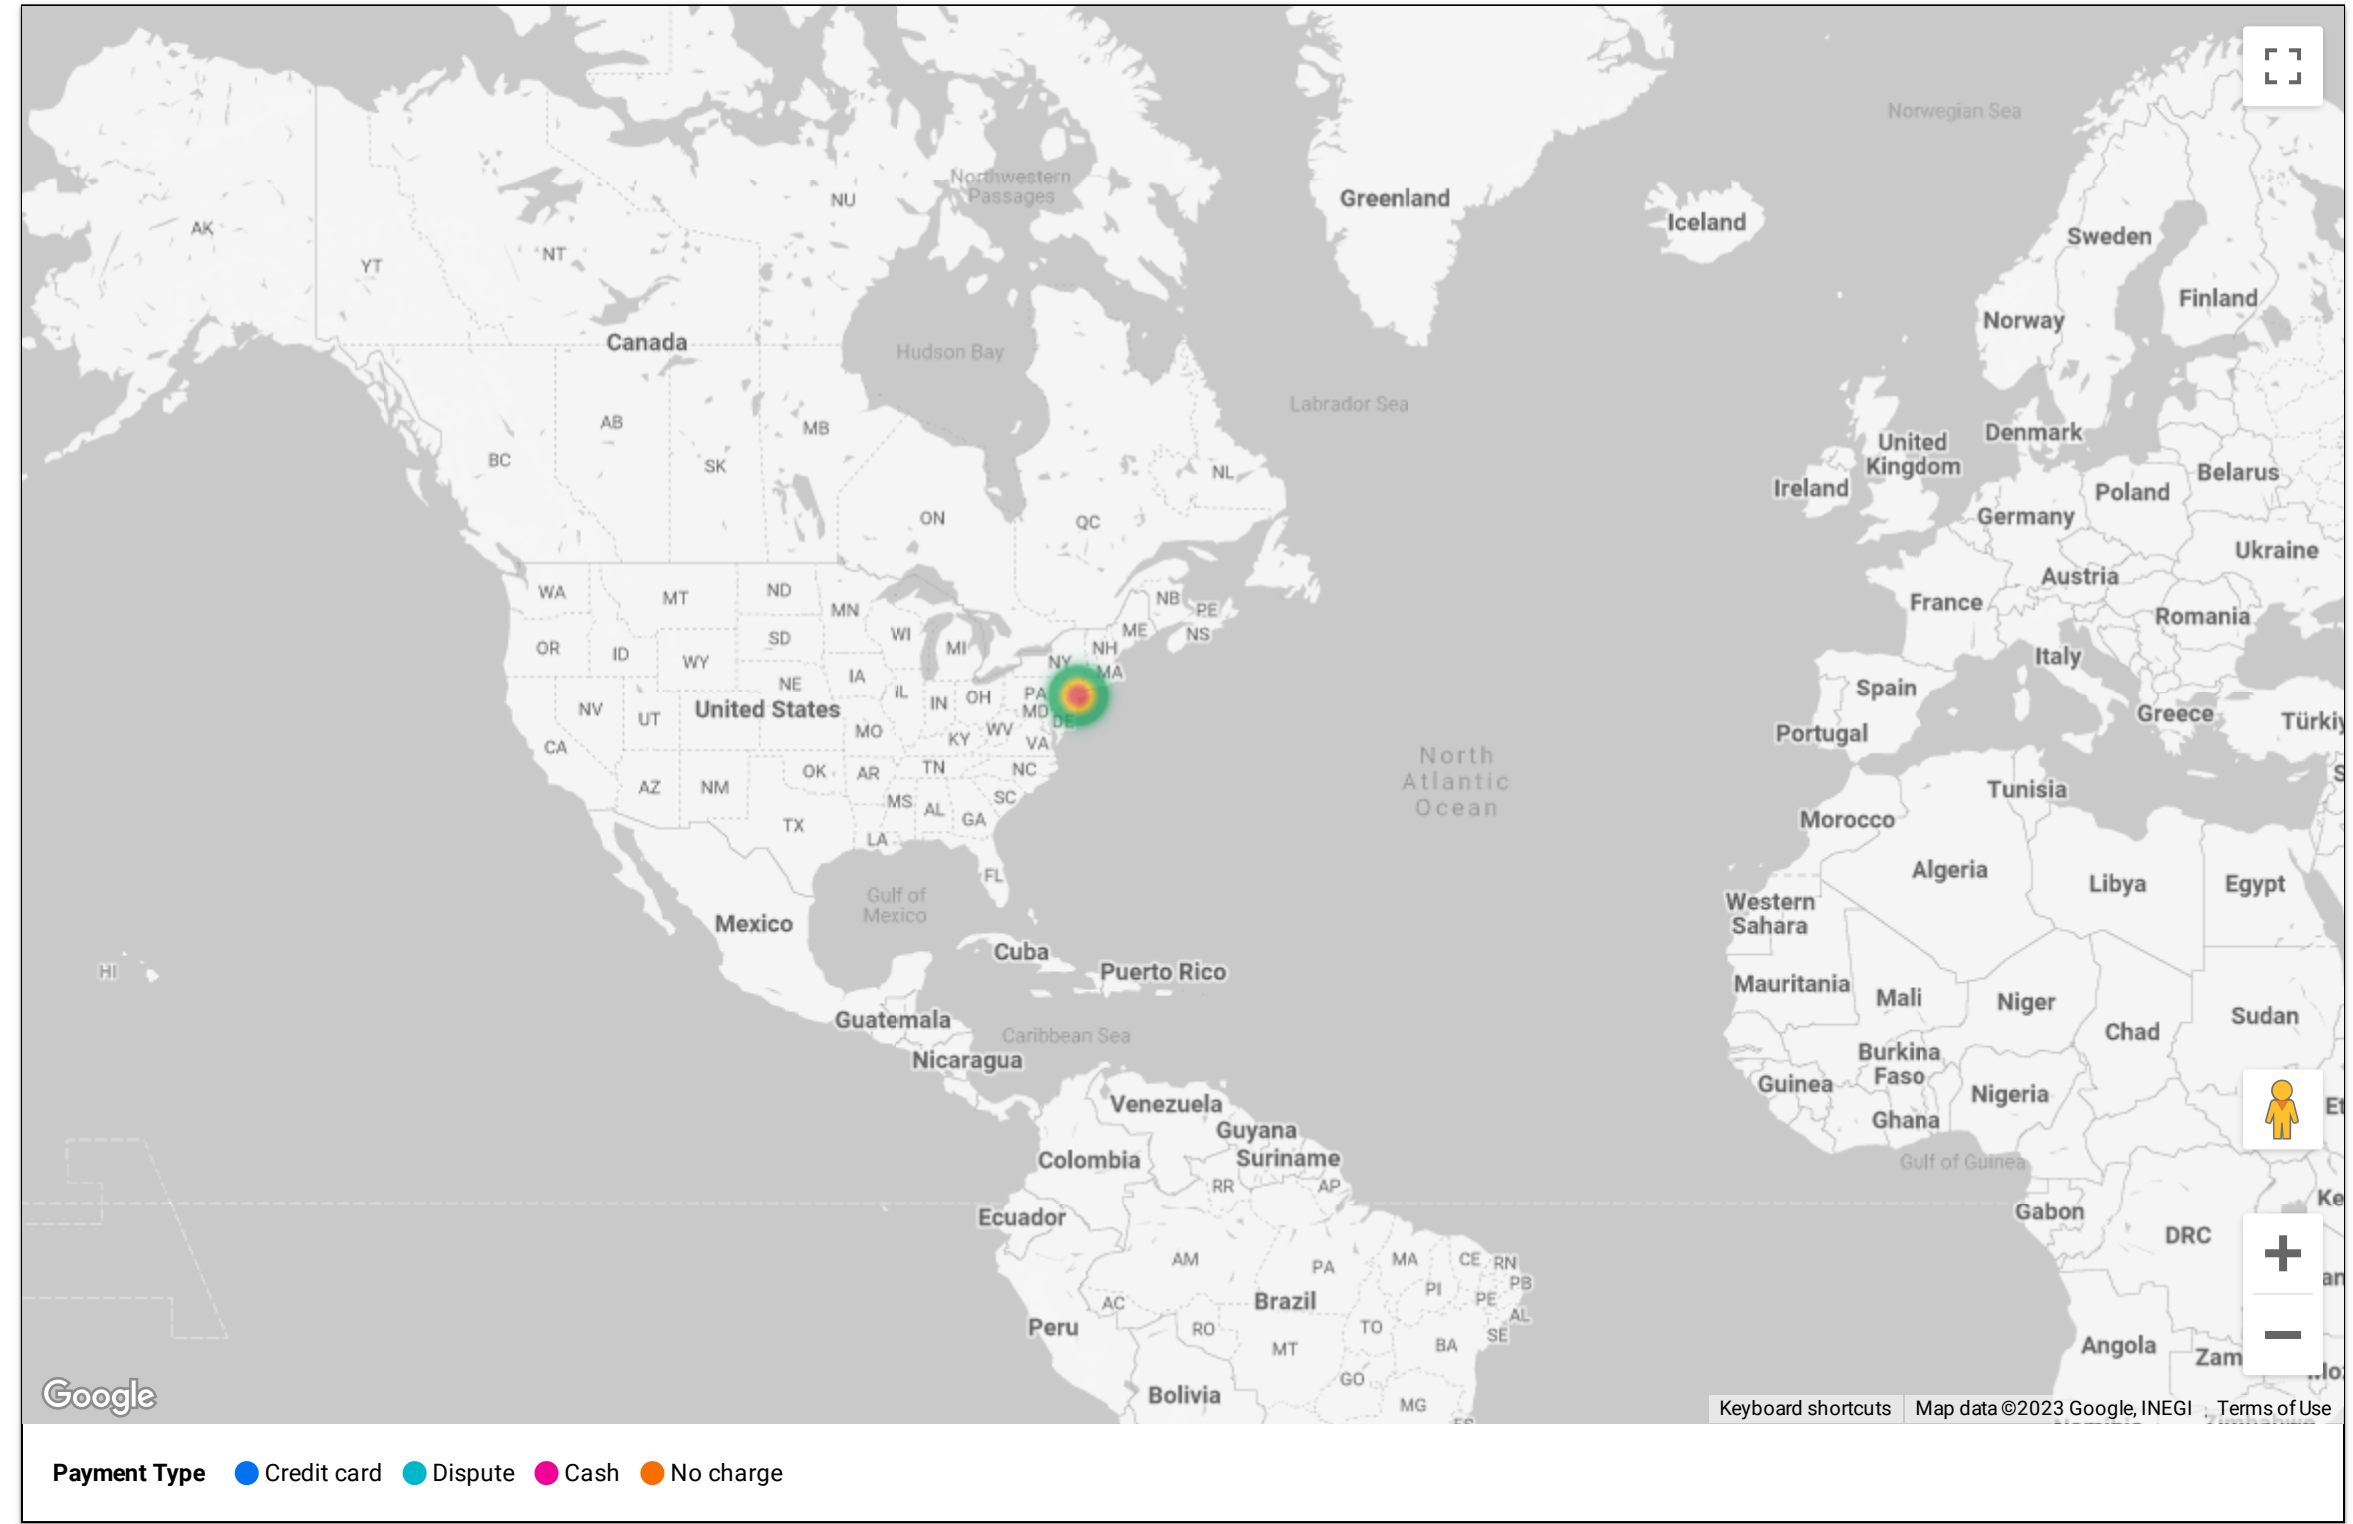 Norwegian Sea
Northwestern
Passages
NU
Greenland
Iceland
AK
Sweden
NT
YT
Finland
Norway
Canada
Hudson Bay
Labrador Sea
AB
MB
Denmark
United
Kingdom
BC
SK
NL
Belarus
Ireland
Poland
ON
QC
Germany
Ukraine
Austria
WA
MT
ND
NB
France
MN
PE
Romania
WI
ME
NS
SD
OR
ID
MI
NH
Italy
WY
NY
MA
IA
NE
IL
IN
OH
PA
Spain
NV
UT
United States
MD
DE
Greece
Türkiy
MO
WV
KY
VA
CA
Portugal
North
Atlantic
Ocean
OK
AR
TN
NC
S
AZ
NM
MS
AL
SC
GA
Tunisia
TX
LA
Morocco
FL
Algeria
Libya
Egypt
Gulf of
Mexico
Western
Sahara
Mexico
Cuba
HI
Puerto Rico
Mauritania
Mali
Niger
Sudan
Guatemala
Caribbean Sea
Chad
Nicaragua
Burkina
Faso
Guinea
Nigeria
Venezuela
Et
Ghana
Guyana
Colombia
Suriname
Gulf of Guinea
RR
AP
Ke
Ecuador
Gabon
DRC
AM
PA
MA
CE
RN
PB
an
PI
PE
AC
Brazil
AL
Peru
RO
TO
SE
MT
BA
Angola
Zam
GO
Bolivia
MG
Google
Keyboard shortcuts
Map data ©2023 Google, INEGI
Terms of Use
Payment Type Credit card Dispute Cash No charge